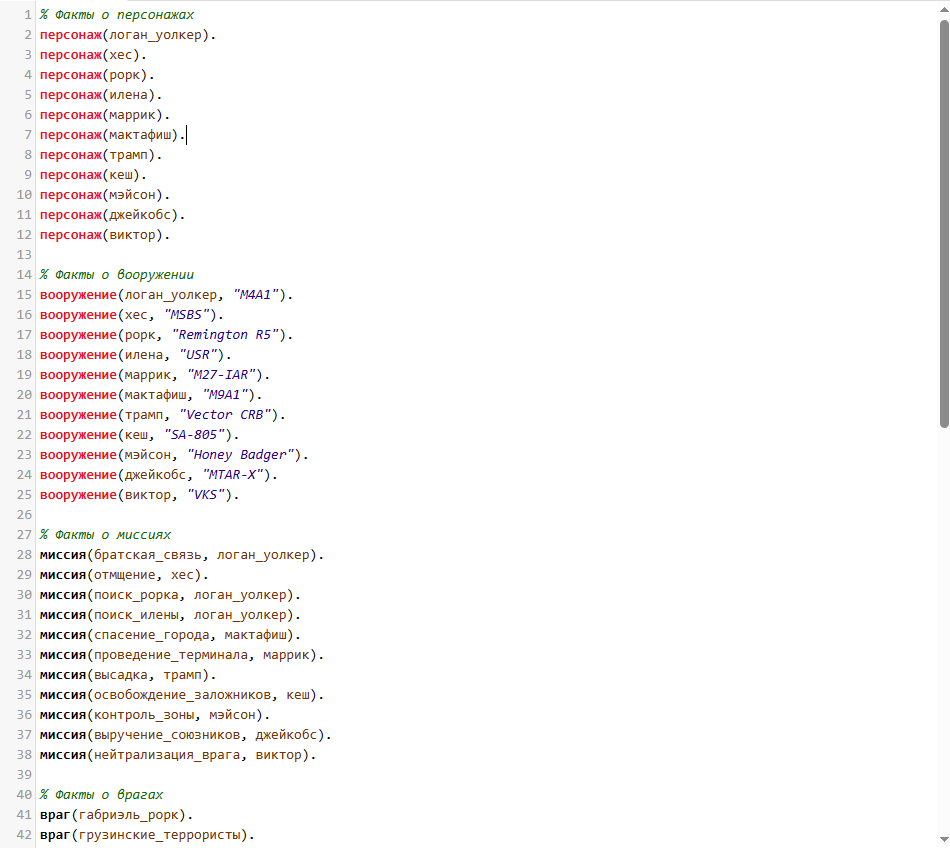 1 % Факты о персонажах
2 персонаж(логан_уолкер).
3 персонаж(хес).
4 персонаж(рорк).
5 персонаж(илена).
6 персонаж(маррик).
7 персонаж(мактафиш).
8 персонаж(трамп).
9 персонаж(кеш).
10 персонаж(мэйсон).
11 персонаж(джейкобс).
12 персонаж(виктор).
13
14 % Факты о вооружении
15 вооружение(логан_уолкер, "M4A1").
16 вооружение(хес, "MSBS").
17 вооружение(рорк, "Remington R5").
18 вооружение(илена, "USR").
19 вооружение(маррик, "M27-IAR").
20 вооружение(мактафиш, "M9A1").
21 вооружение(трамп, "Vector CRB").
22 вооружение(кеш, "SA-805").
23 вооружение(мэйсон, "Honey Badger").
24 вооружение(джейкобс, "MTAR-X").
25 вооружение(виктор, "VKS").
26
27 % Факты о миссиях
28 миссия(братская_связь, логан_уолкер).
29 миссия(отмщение, хес).
30 миссия(поиск_рорка, логан_уолкер).
31 миссия(поиск_илены, логан_уолкер).
32 миссия(спасение_города, мактафиш).
33 миссия(проведение_терминала, маррик).
34 миссия(высадка, трамп).
35 миссия(освобождение_заложников, кеш).
36 миссия(контроль_зоны, мэйсон).
37 миссия(выручение_союзников, джейкобс).
38 миссия(нейтрализация_врага, виктор).
39
40 % Факты о врагах
41 враг(габриэль_рорк).
42 враг(грузинские_террористы).